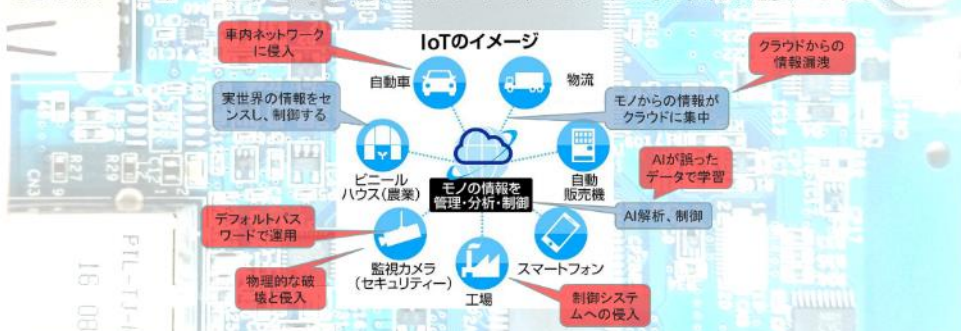 車内ネットワーク
に侵入
IoTのイメージ
クラウドからの
情報漏洩
自動車
物流
実世界の情報をセ
ンスし、制御する
モノからの情報が
クラウドに集中
AIが誤った
データで学習
ビニール
ハウス(農業)
モノの情報を
管理・分析・制御
自動
販売機
AI解析、制御
デフォルトパス
ワードで運用
監視カメラ
(セキュリティー)
工場
スマートフォン
物理的な破
壊と侵入
制御システ
ムへの侵入
CN3
R27